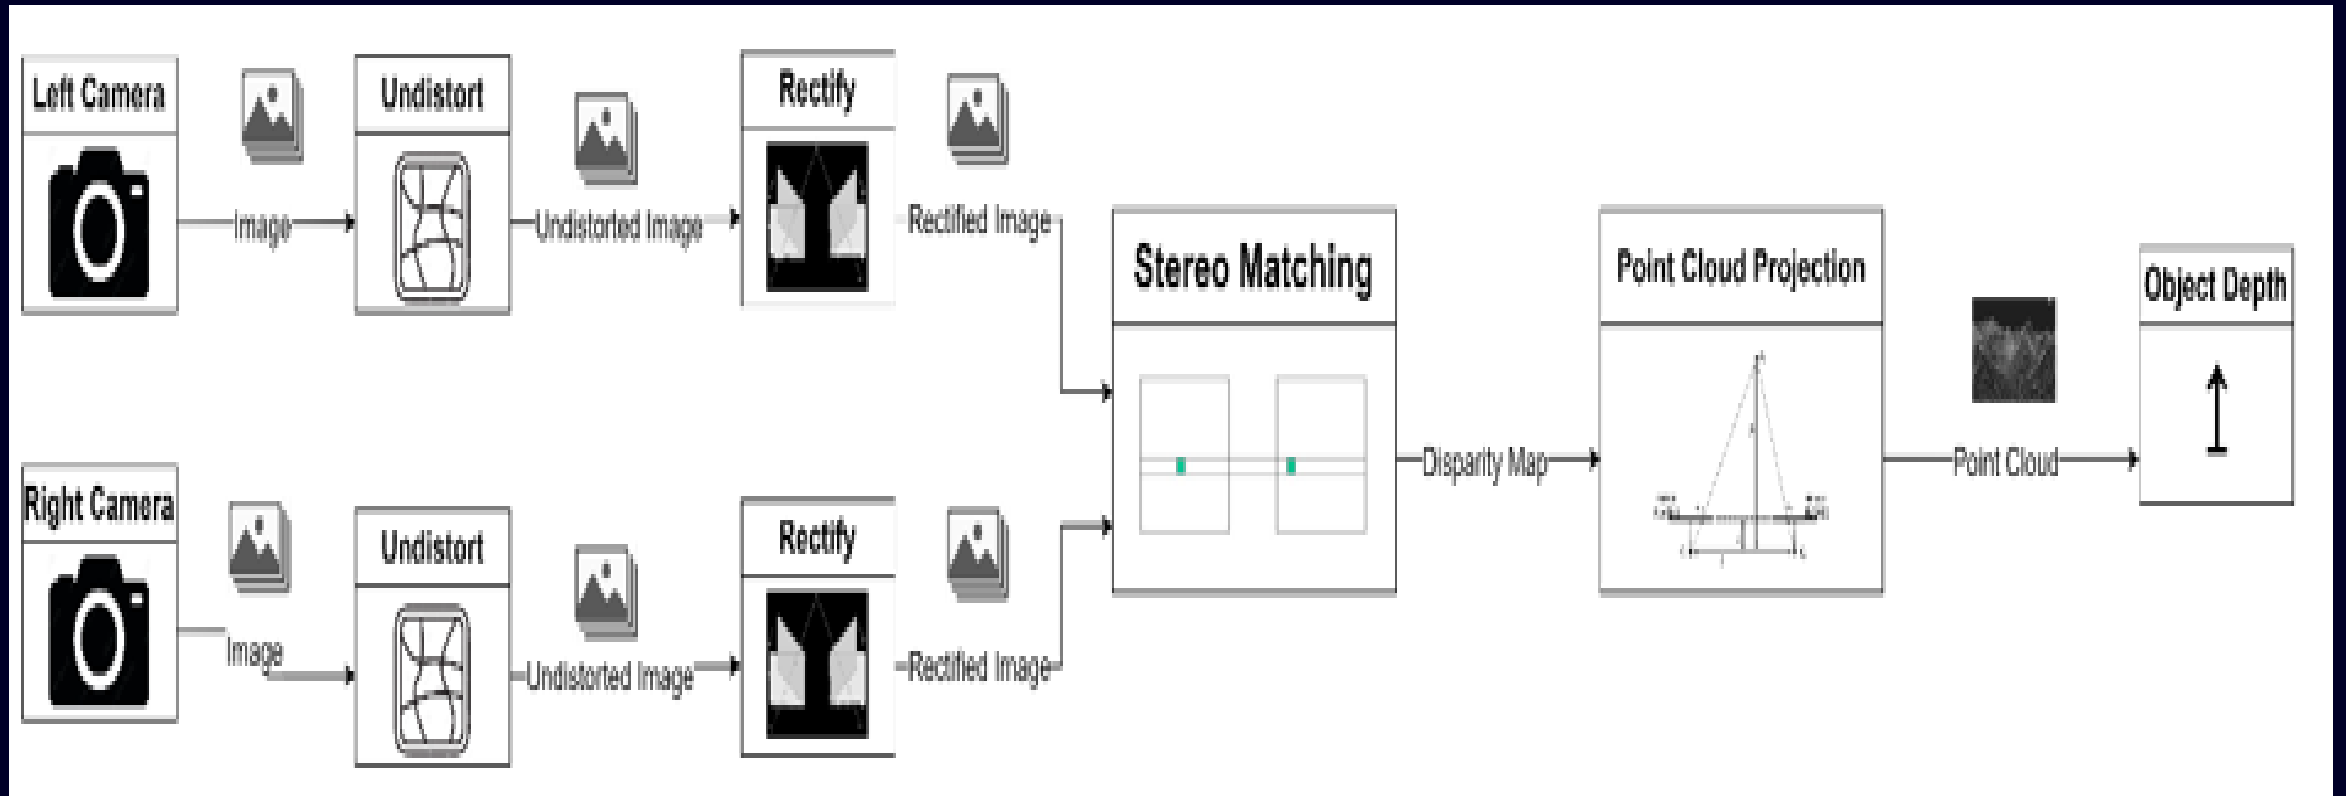 Left Camera
Image
Undistort
Undistorted Image
Rectify
Rectified Image
Right Camera
Image
Undistort
Undistorted Image
Rectify
Rectified Image
Stereo Matching
Disparity Map
Point Cloud Projection
Point Cloud
Object Depth